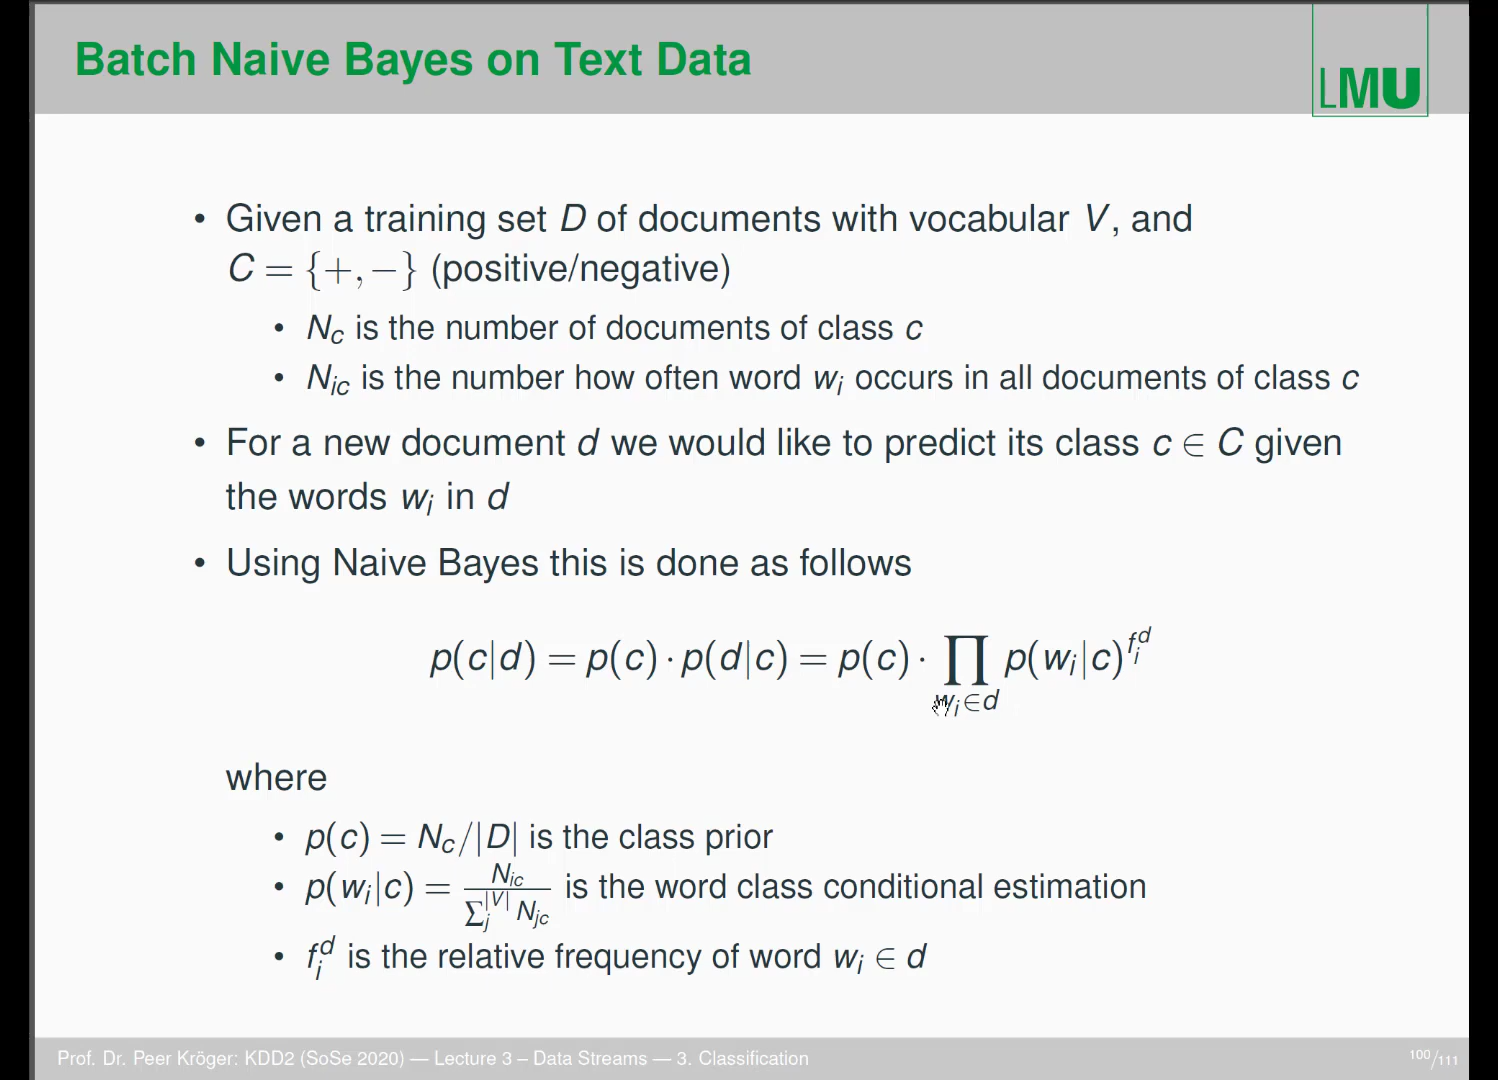 Batch Naive Bayes on Text Data
LMU
• Given a training set D of documents with vocabular V, and
C = {+, −} (positive/negative)
• N_c is the number of documents of class c
• N_ic is the number how often word w_i occurs in all documents of class c
• For a new document d we would like to predict its class c ∈ C given
the words w_i in d
• Using Naive Bayes this is done as follows
p(c|d) = p(c) · p(d|c) = p(c) · ∏_{w_i∈d} p(w_i|c)^{f_i^d}
where
• p(c) = N_c/|D| is the class prior
• p(w_i|c) = \frac{N_ic}{∑_j^{|V|} N_jc} is the word class conditional estimation
• f_i^d is the relative frequency of word w_i ∈ d
Prof. Dr. Peer Kröger: KDD2 (SoSe 2020) — Lecture 3 – Data Streams — 3. Classification
100/111